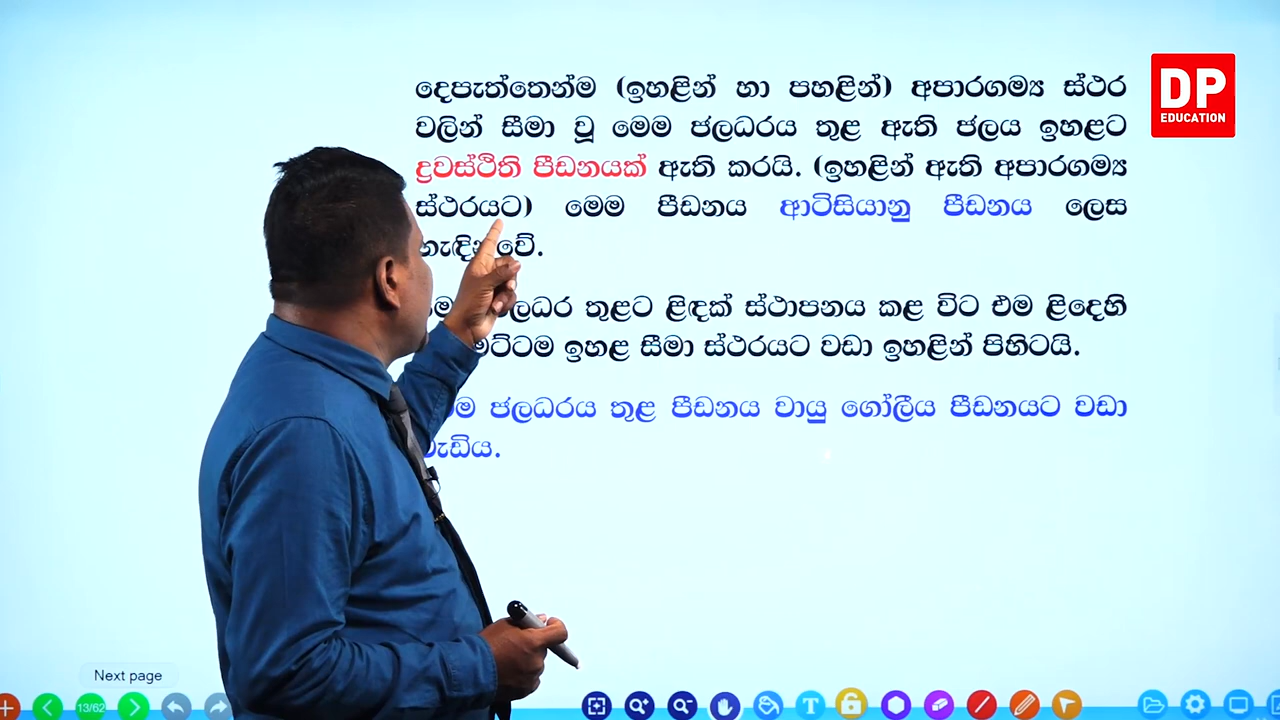 දෙපැත්තෙන්ම (ඉහළින් හා පහළින්) අපාරගම්‍ය ස්ථර
වලින් සීමා වූ මෙම ජලධරය තුළ ඇති ජලය ඉහළට
ද්‍රවස්ථිති පීඩනයක් ඇති කරයි. (ඉහළින් ඇති අපාරගම්‍ය
ස්ථරයට) මෙම පීඩනය ආටිසියානු පීඩනය ලෙස
තුළට ළිඳක් ස්ථාපනය කළ විට එම ළිඳෙහි
ඉහළ සීමා ස්ථරයට වඩා ඉහළින් පිහිටයි.
ජලධරය තුළ පීඩනය වායු ගෝලීය පීඩනයට වඩා
වැඩිය.
DP
EDUCATION
Next page
13/62